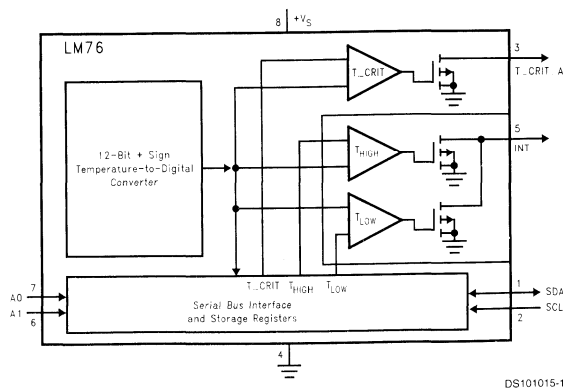 8 +VS
LM76
3
T_CRIT_A
T_CRIT
12-Bit + Sign
Temperature-to-Digital
Converter
THIGH
5
INT
TLOW
T_CRIT THIGH TLOW
7
A0
A1
6
Serial Bus Interface
and Storage Registers
1
SDA
SCL
2
4
DS101015-1